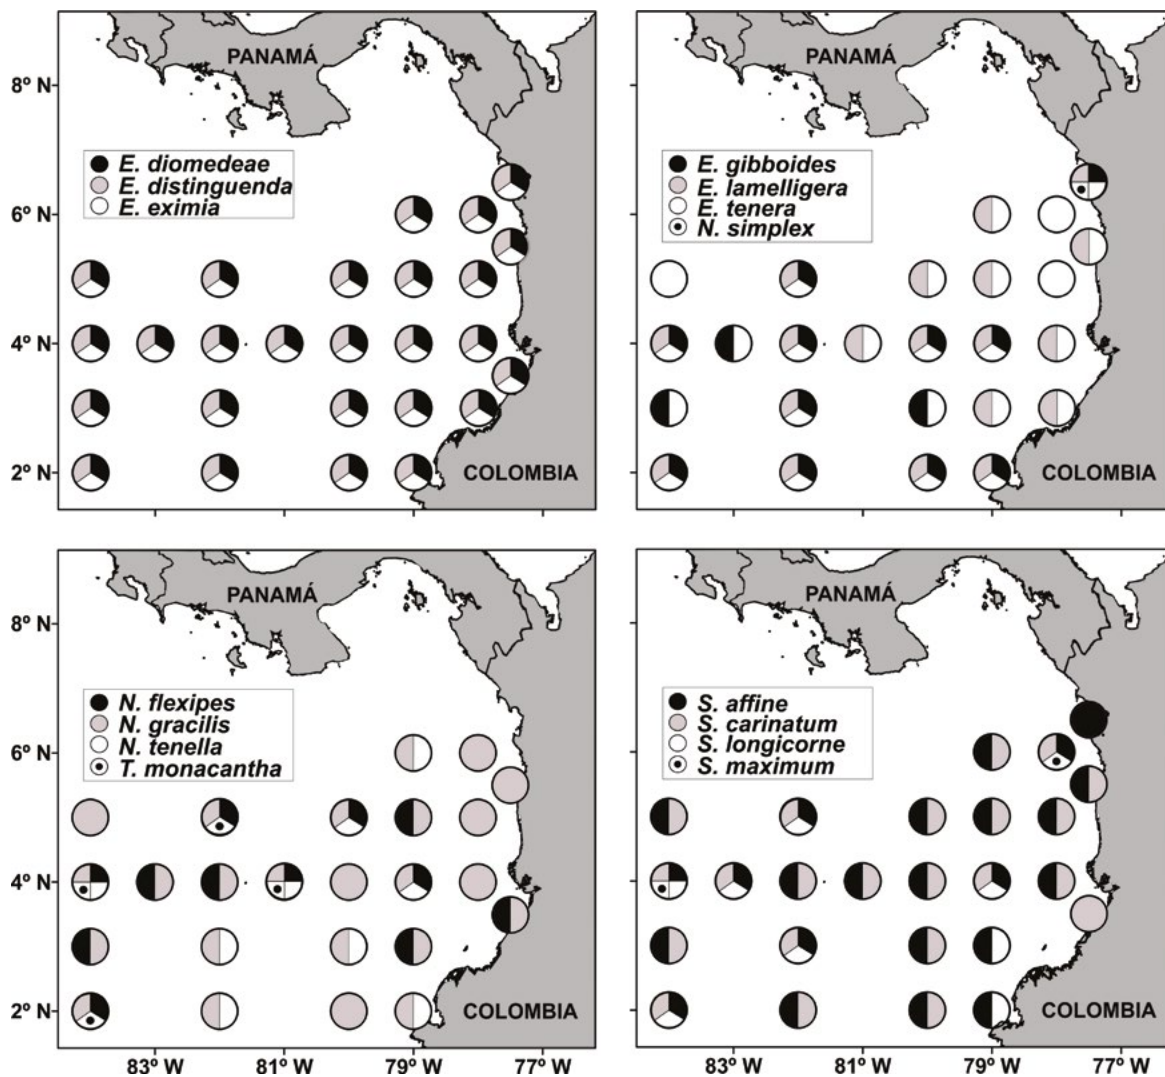 PANAMÁ
8º N
E. diomedeae
E. distinguenda
E. eximia
6º N
4º N
2º N
COLOMBIA
PANAMÁ
E. gibboides
E. lamelligera
E. tenera
N. simplex
COLOMBIA
PANAMÁ
8º N
N. flexipes
N. gracilis
N. tenella
T. monacantha
6º N
4º N
2º N
COLOMBIA
83º W 81º W 79º W 77º W
PANAMÁ
S. affine
S. carinatum
S. longicorne
S. maximum
COLOMBIA
83º W 81º W 79º W 77º W